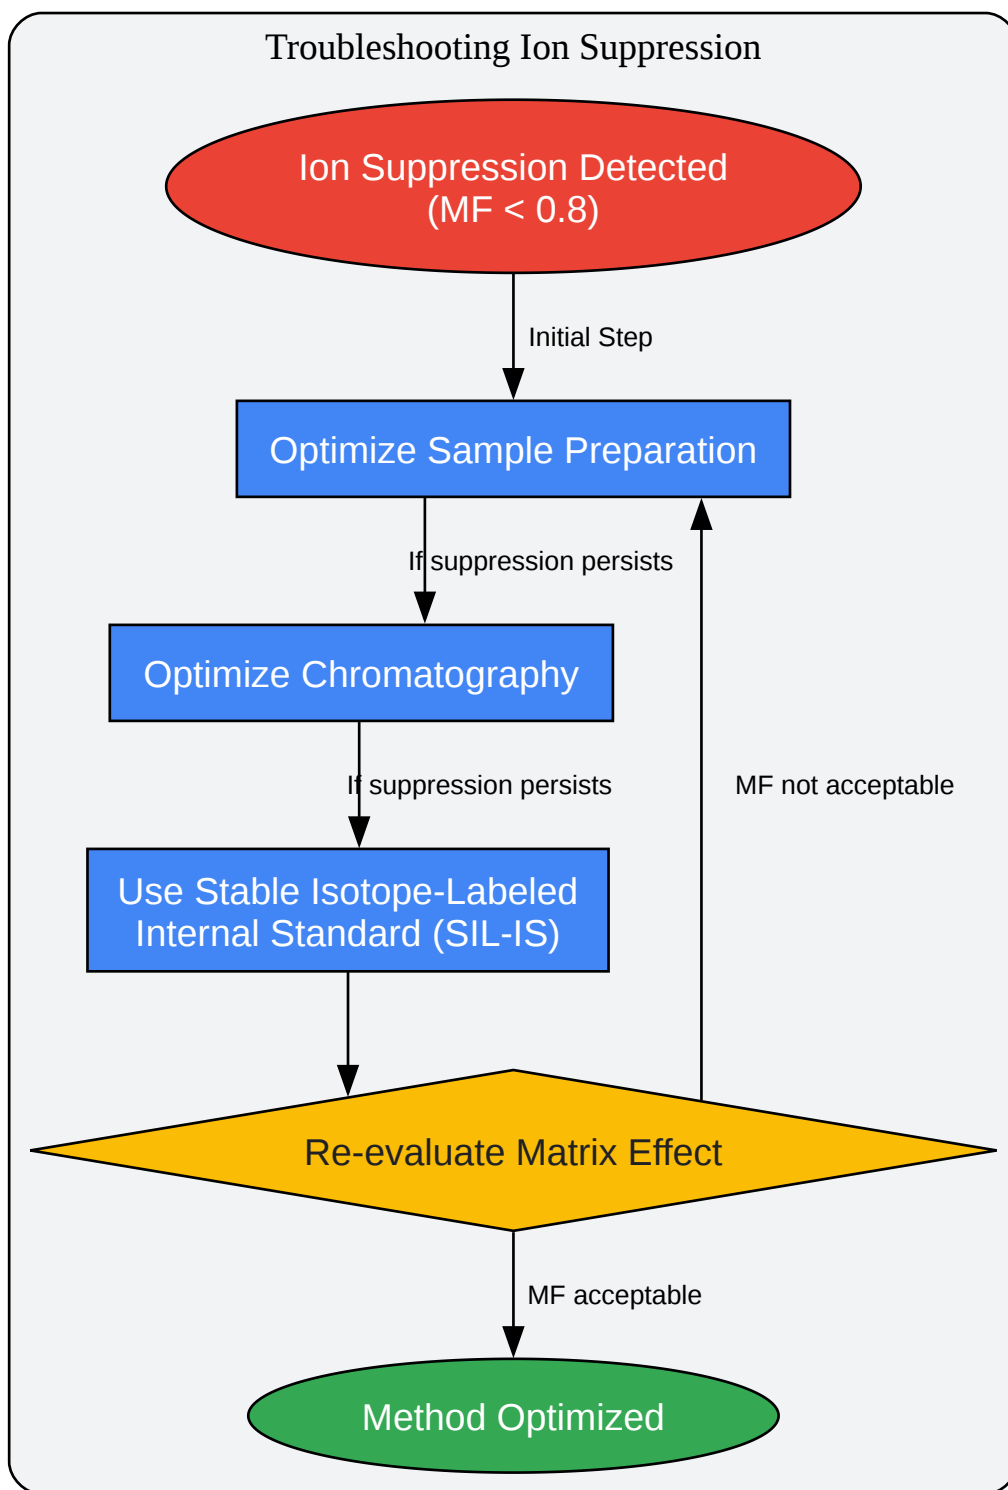 Troubleshooting Ion Suppression
Ion Suppression Detected
(MF < 0.8)
Initial Step
Optimize Sample Preparation
If suppression persists
Optimize Chromatography
If suppression persists
MF not acceptable
Use Stable Isotope-Labeled
Internal Standard (SIL-IS)
Re-evaluate Matrix Effect
MF acceptable
Method Optimized